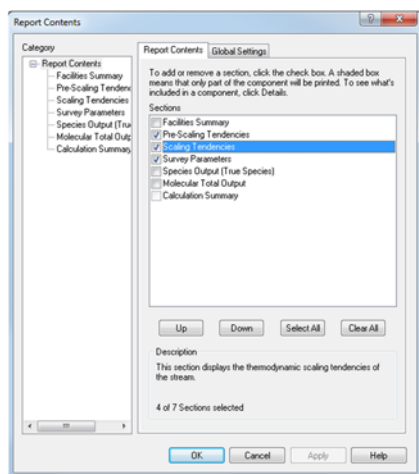 Report Contents
Category
Report Contents
Facilities Summary
Pre-Scaling Tendenc
Scaling Tendencies
Survey Parameters
Species Output (Tru
Molecular Total Outp
Calculation Summary
Report Contents
Global Settings
To add or remove a section, click the check box. A shaded box
means that only part of the component will be printed. To see what's
included in a component, click Details.
Sections
Facilities Summary
Pre-Scaling Tendencies
Scaling Tendencies
Survey Parameters
Species Output (True Species)
Molecular Total Output
Calculation Summary
Up
Down
Select All
Clear All
Description
This section displays the thermodynamic scaling tendencies of
the stream.
4 of 7 Sections selected
OK
Cancel
Apply
Help